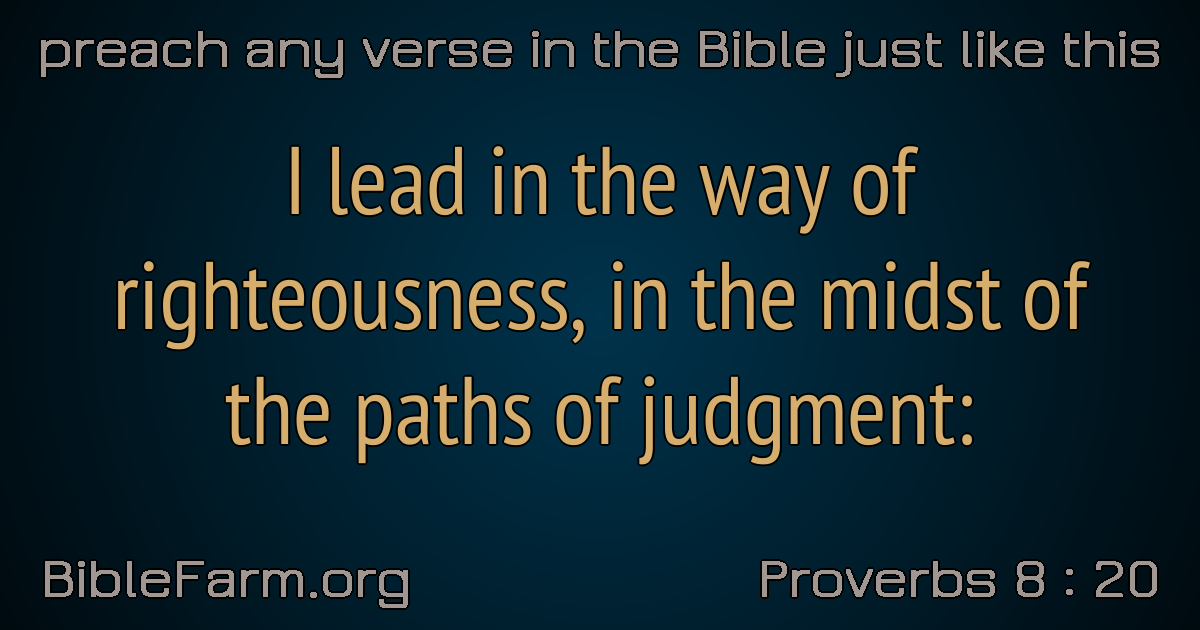 preach any verse in the Bible just like this
I lead in the way of
righteousness, in the midst of
the paths of judgment:
BibleFarm.org
Proverbs 8 : 20